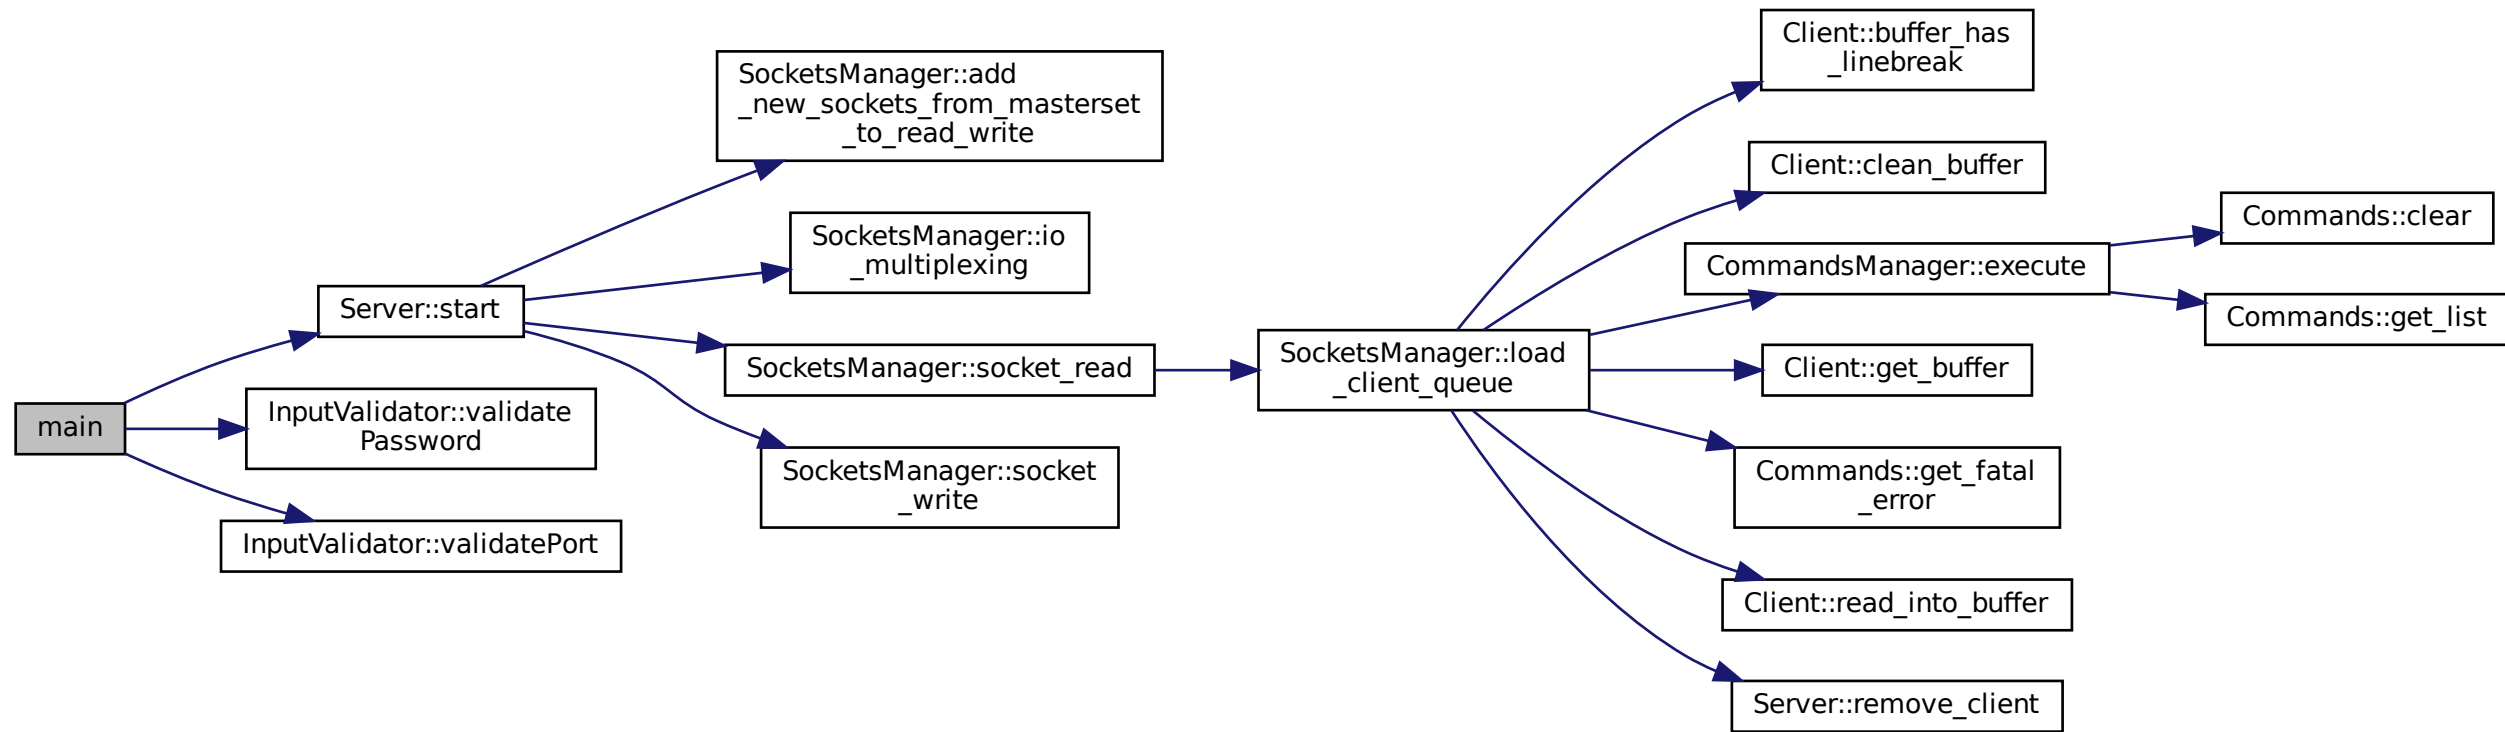 main
Server::start
InputValidator::validate
Password
InputValidator::validatePort
SocketsManager::add
_new_sockets_from_masterset
_to_read_write
SocketsManager::io
_multiplexing
SocketsManager::socket_read
SocketsManager::socket
_write
SocketsManager::load
_client_queue
Client::buffer_has
_linebreak
Client::clean_buffer
CommandsManager::execute
Client::get_buffer
Commands::get_fatal
_error
Client::read_into_buffer
Server::remove_client
Commands::clear
Commands::get_list